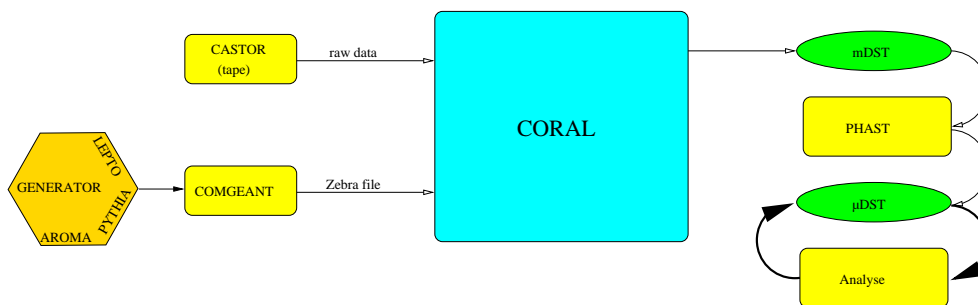 CASTOR
(tape)
raw data
CORAL
mDST
PHAST
LEPTO
GENERATOR
PYTHIA
AROMA
COMGEANT
Zebra file
µDST
Analyse